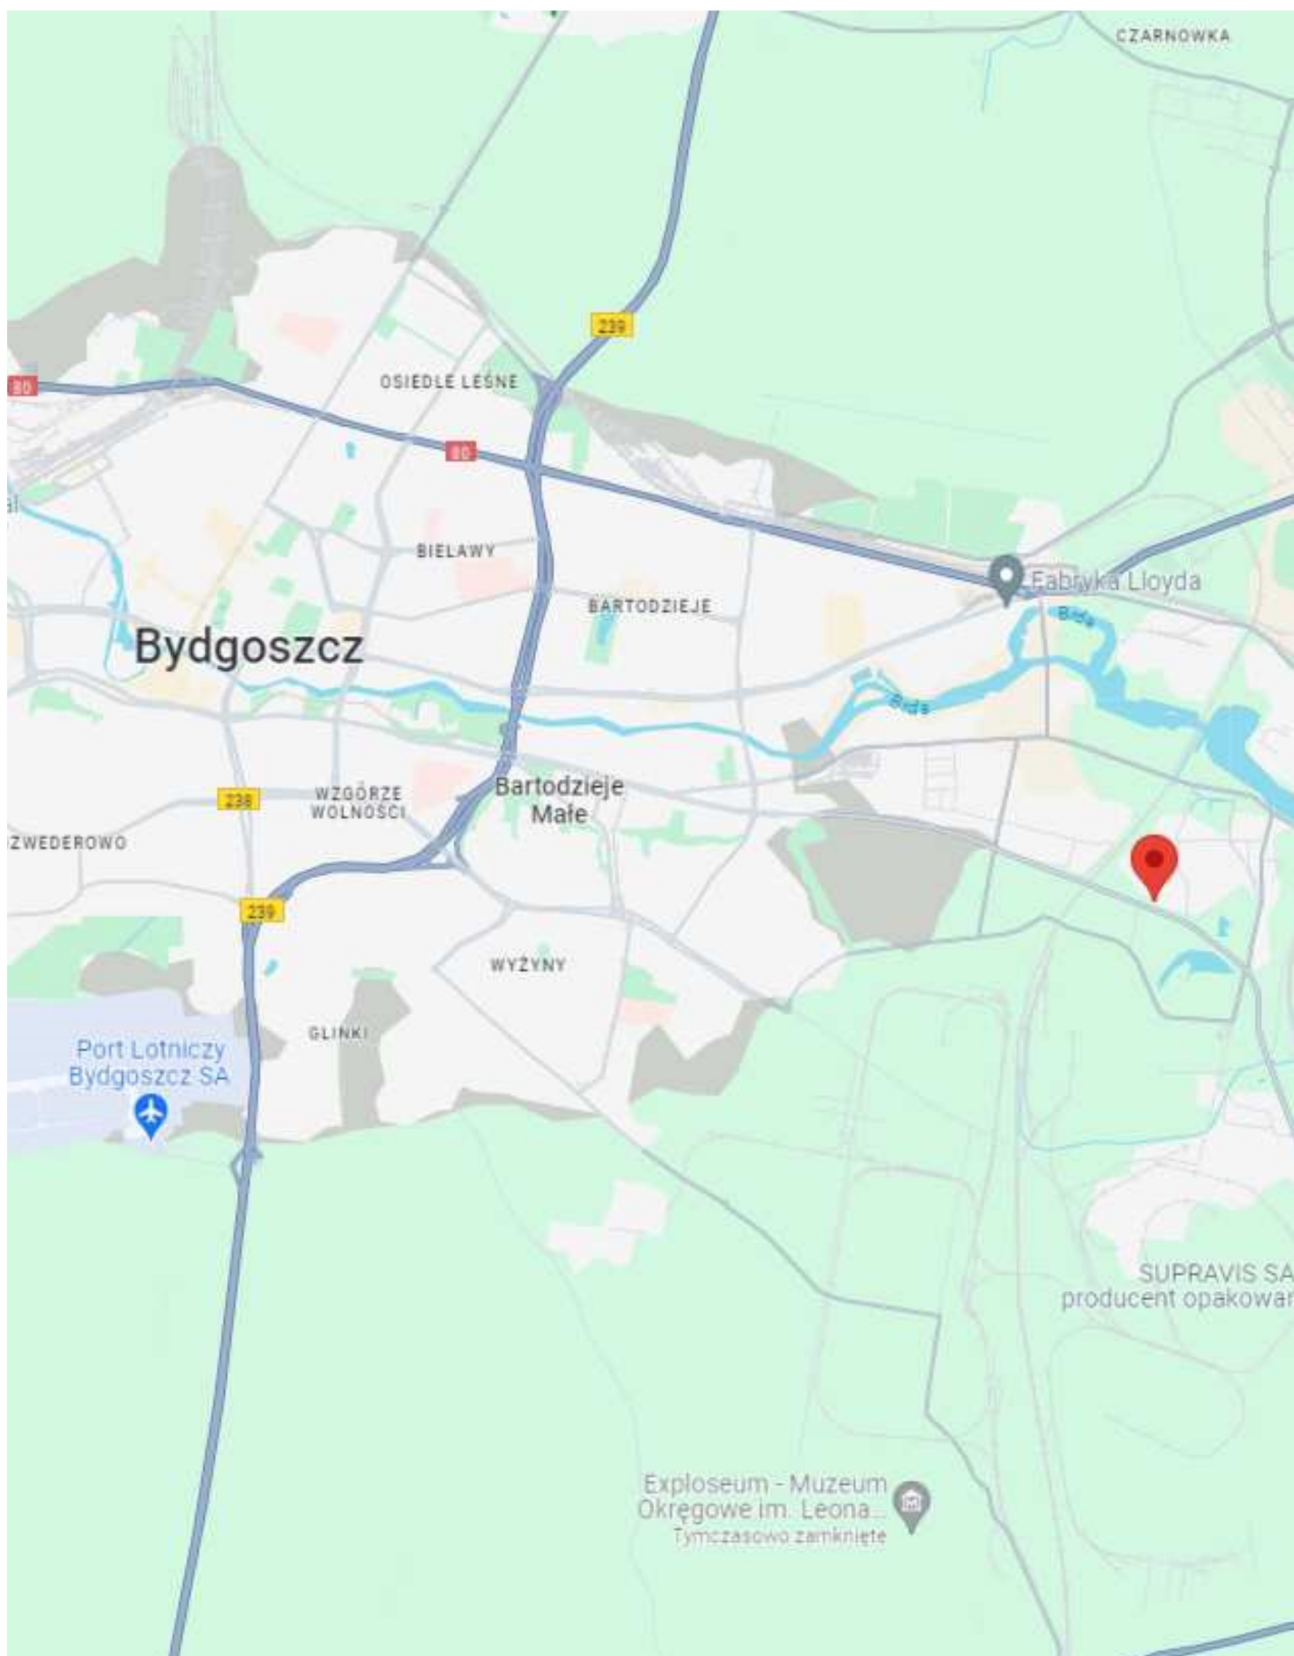 CZARNOWKA
239
OSIEDLE LEŚNE
80
80
al
BIELAWY
Fabryka Lloyda
BARTODZIEJE
Brda
Bydgoszcz
Brda
Bartodzieje
Małe
WZGÓRZE
WOLNOŚCI
238
ZWEDEROWO
239
WYŻYNY
GLINKI
Port Lotniczy
Bydgoszcz SA
SUPRAVIS SA
producent opakowań
Exploseum - Muzeum
Okręgowe im. Leona...
Tymczasowo zamknięte